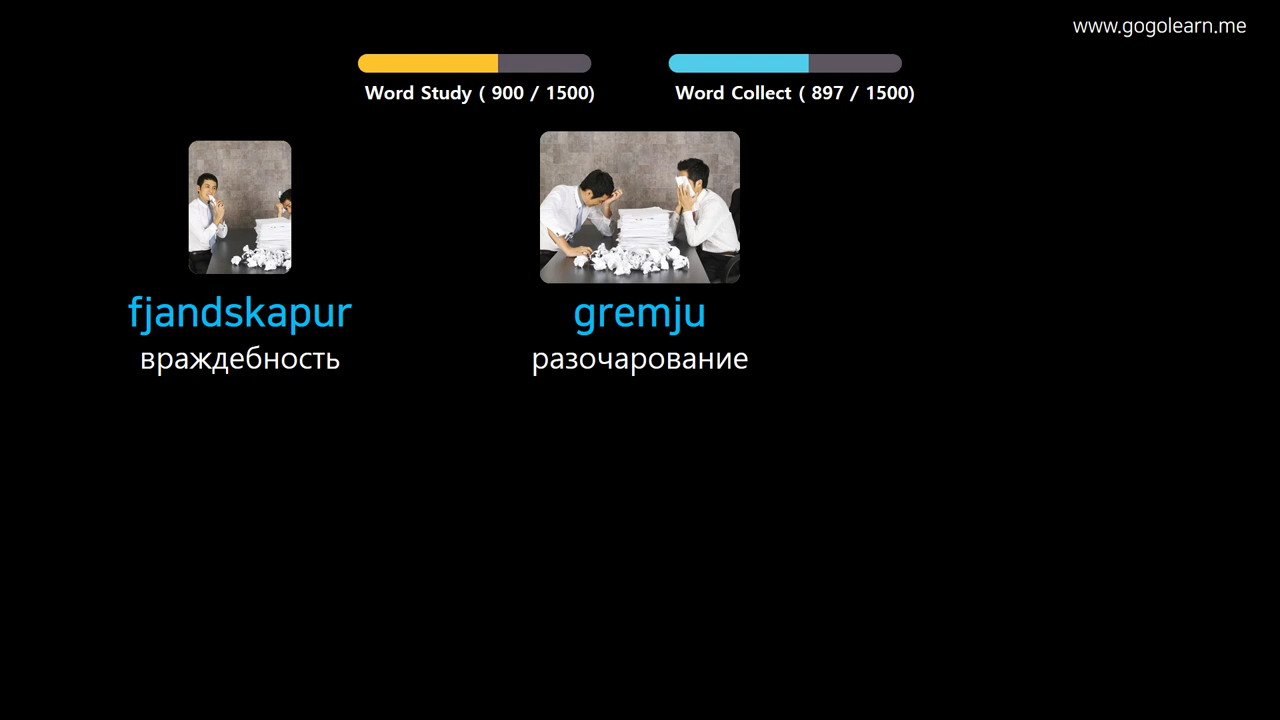 www.gogolearn.me
Word Study ( 900 / 1500)
Word Collect ( 897 / 1500)
fjandskapur
враждебность
gremju
разочарование